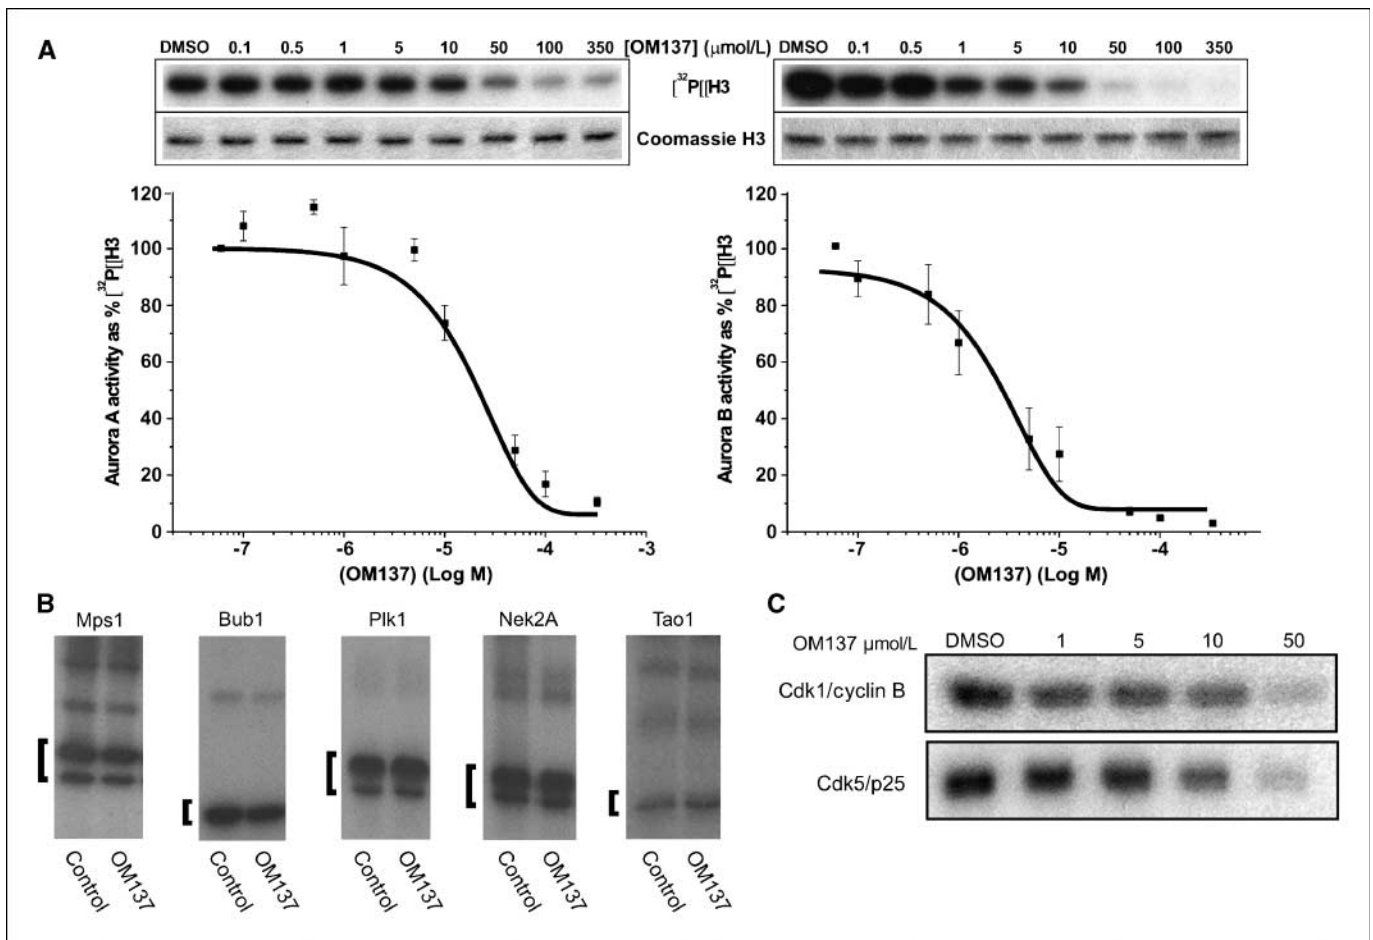 A
DMSO 0.1 0.5 1 5 10 50 100 350 [OM137] (μmol/L) DMSO 0.1 0.5 1 5 10 50 100 350
[³²P[[H3
Coomassie H3
120
100
80
60
40
20
0
Aurora A activity as % [³²P[[H3
-7 -6 -5 -4 -3
(OM137) (Log M)
120
100
80
60
40
20
0
Aurora B activity as % [³²P[[H3
-7 -6 -5 -4
(OM137) (Log M)
B
Mps1 Bub1 Plk1 Nek2A Tao1
Control OM137 Control OM137 Control OM137 Control OM137 Control OM137
C
OM137 μmol/L DMSO 1 5 10 50
Cdk1/cyclin B
Cdk5/p25